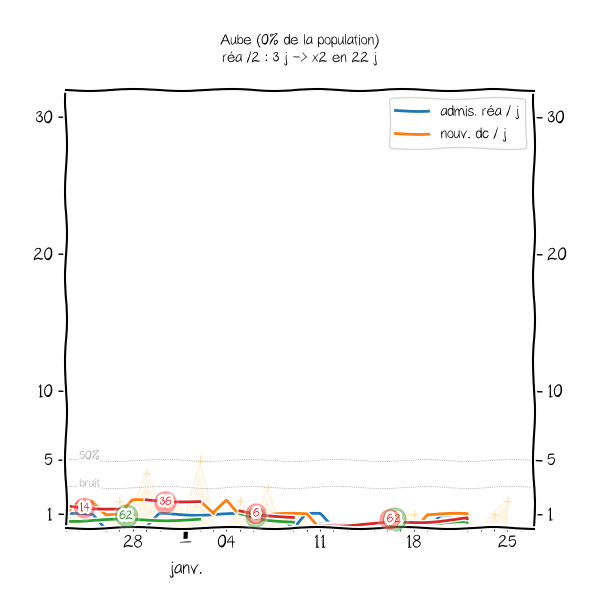 Aube (0% de la population)
réa /2 : 3 j -> x2 en 22 j
admis. réa / j
nouv. dc / j
30 30
20 20
10 10
5 5
50%
bruit
1 1
14 62 36 6 62
28 04 11 18 25
janv.